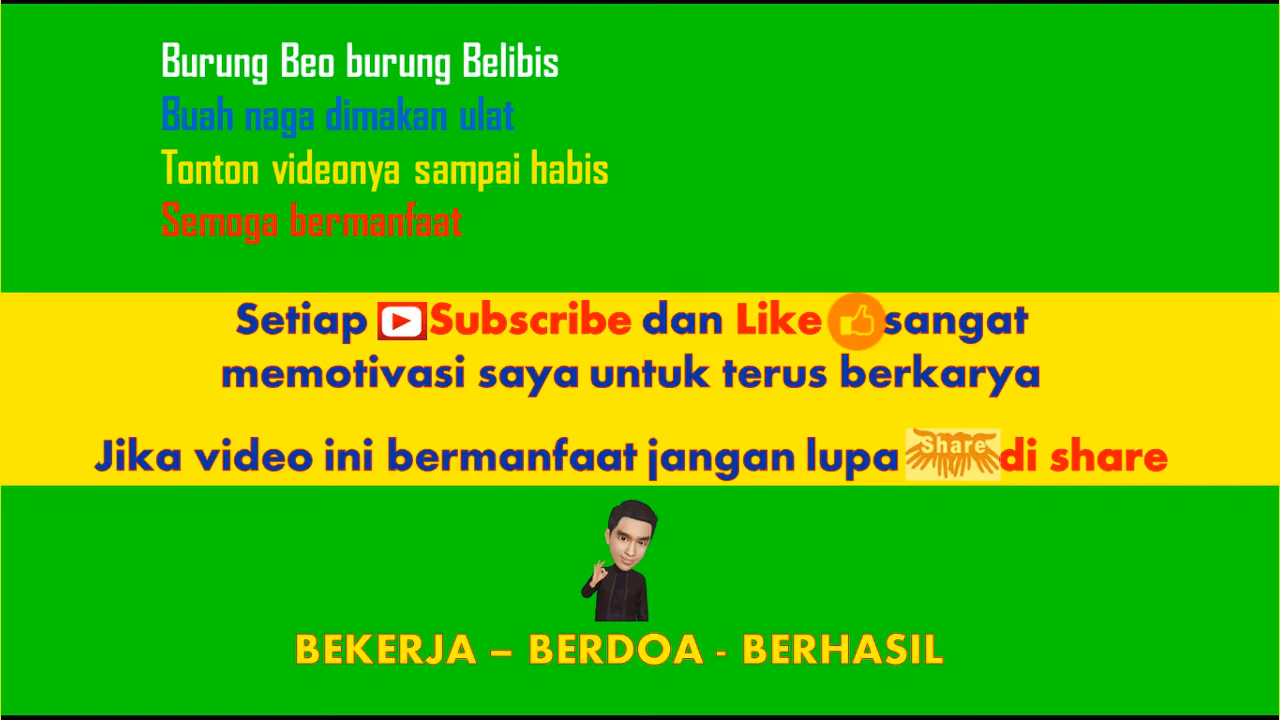 Burung Beo burung Belibis
Buah naga dimakan ulat
Tonton videonya sampai habis
Semoga bermanfaat
Setiap Subscribe dan Like sangat
memotivasi saya untuk terus berkarya
Jika video ini bermanfaat jangan lupa Share di share
BEKERJA – BERDOA - BERHASIL